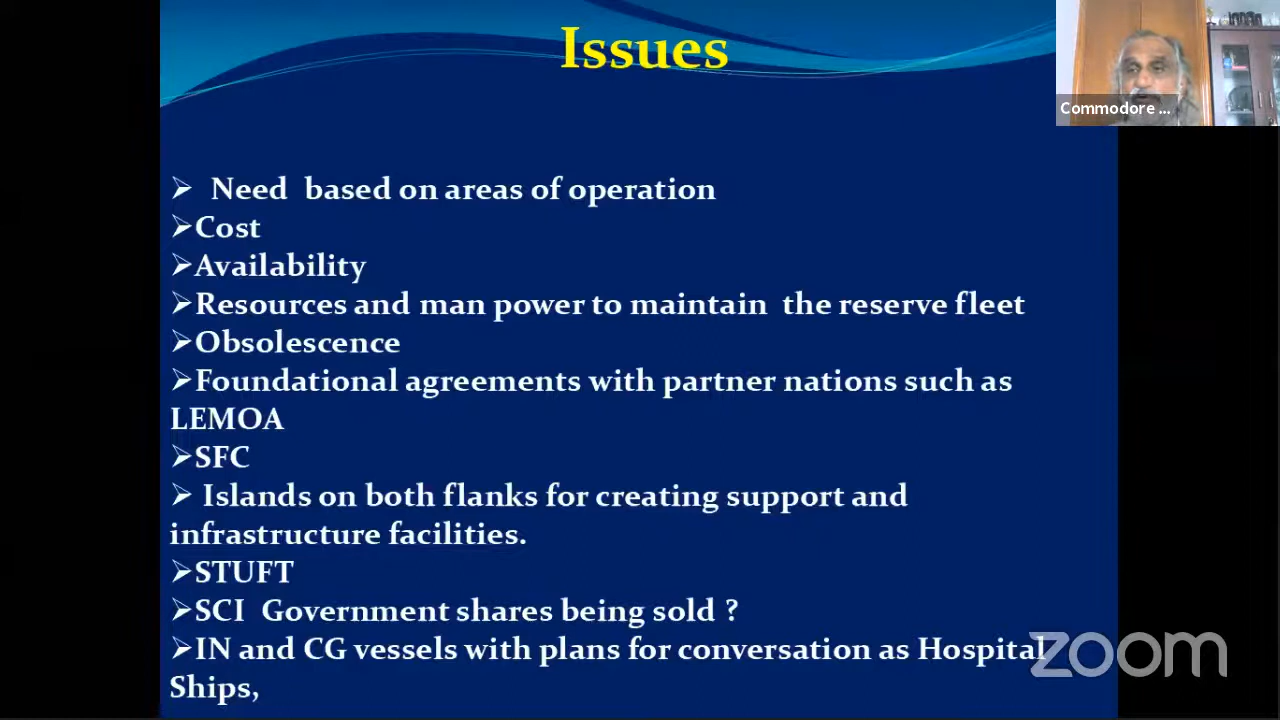 Issues
Commodore ...
➢ Need based on areas of operation
➢Cost
➢Availability
➢Resources and man power to maintain the reserve fleet
➢Obsolescence
➢Foundational agreements with partner nations such as
LEMOA
➢SFC
➢ Islands on both flanks for creating support and
infrastructure facilities.
➢STUFT
➢SCI Government shares being sold ?
➢IN and CG vessels with plans for conversation as Hospital
Ships,
zoom